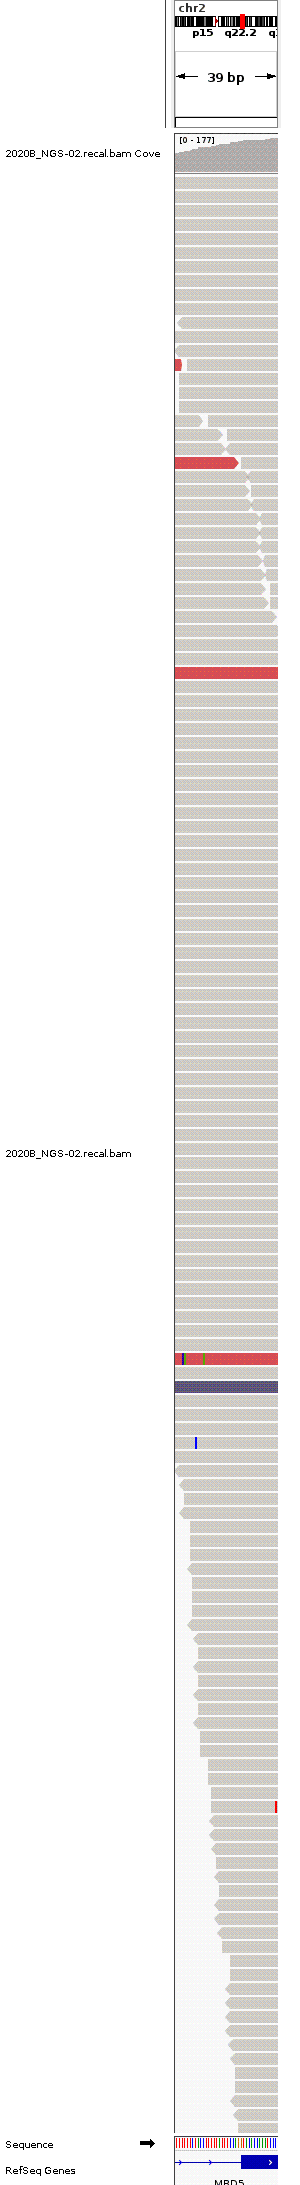 chr2
p15 q22.2 q:
39 bp
[0 - 177]
2020B_NGS-02.recal.bam Cove
2020B_NGS-02.recal.bam
Sequence
RefSeq Genes
MBD5